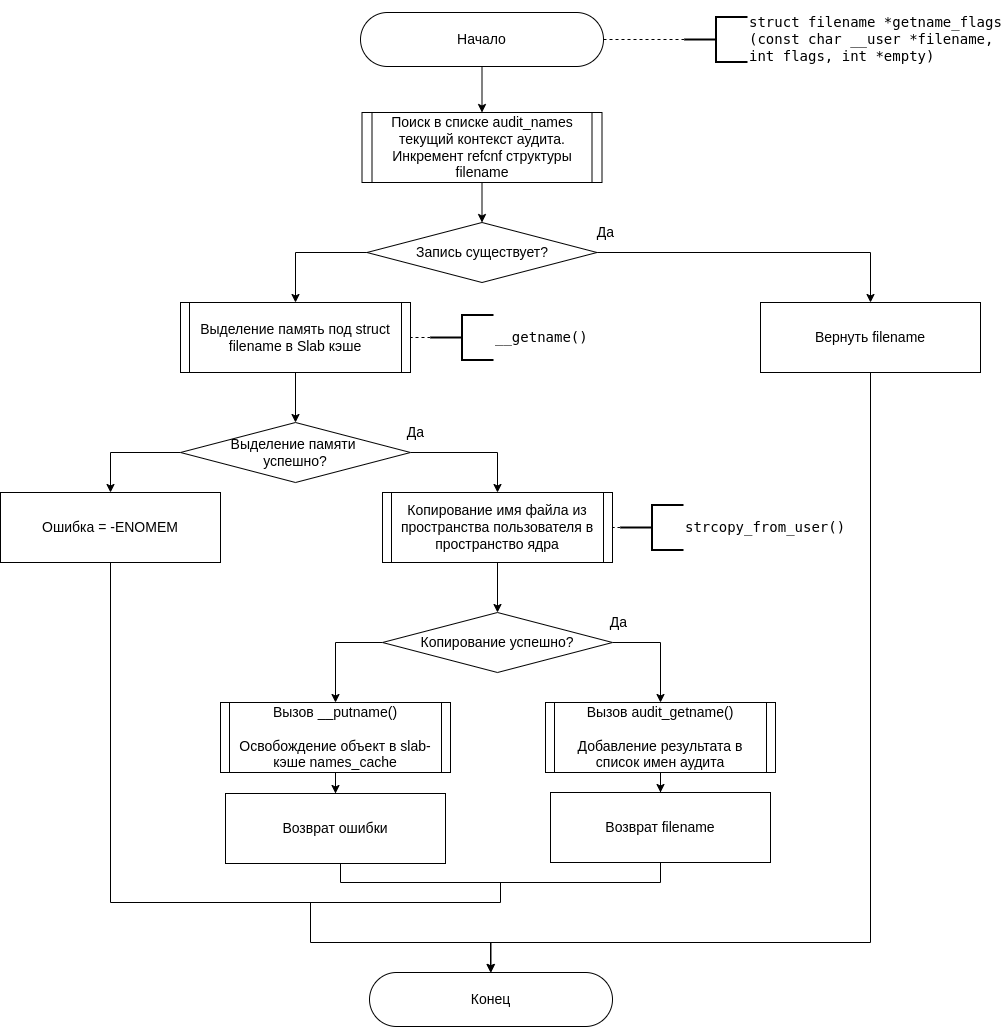 Начало
struct filename *getname_flags
(const char __user *filename,
int flags, int *empty)
Поиск в списке audit_names
текущий контекст аудита.
Инкремент refcnf структуры
filename
Да
Запись существует?
Выделение память под struct
filename в Slab кэше
__getname()
Вернуть filename
Да
Выделение памяти
успешно?
Ошибка = -ENOMEM
Копирование имя файла из
пространства пользователя в
пространство ядра
strcopy_from_user()
Да
Копирование успешно?
Вызов __putname()
Освобождение объект в slab-
кэше names_cache
Вызов audit_getname()
Добавление результата в
список имен аудита
Возврат ошибки
Возврат filename
Конец